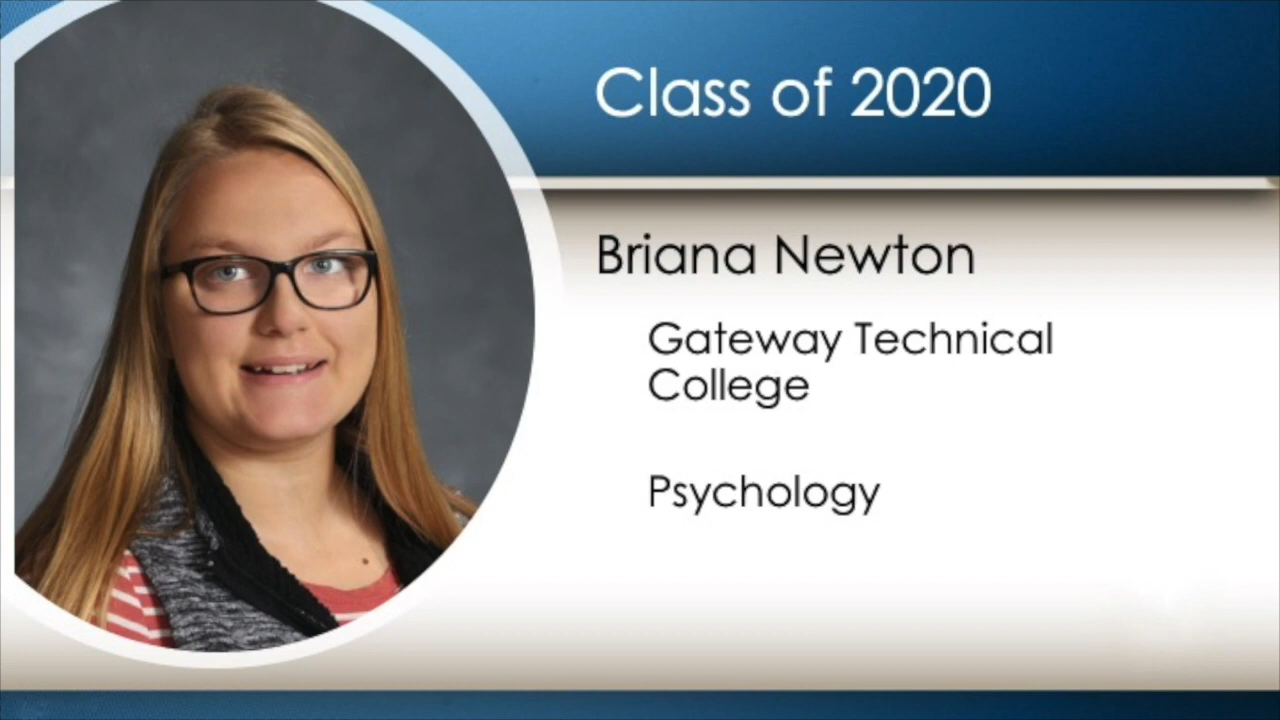 Class of 2020
Briana Newton
Gateway Technical
College
Psychology